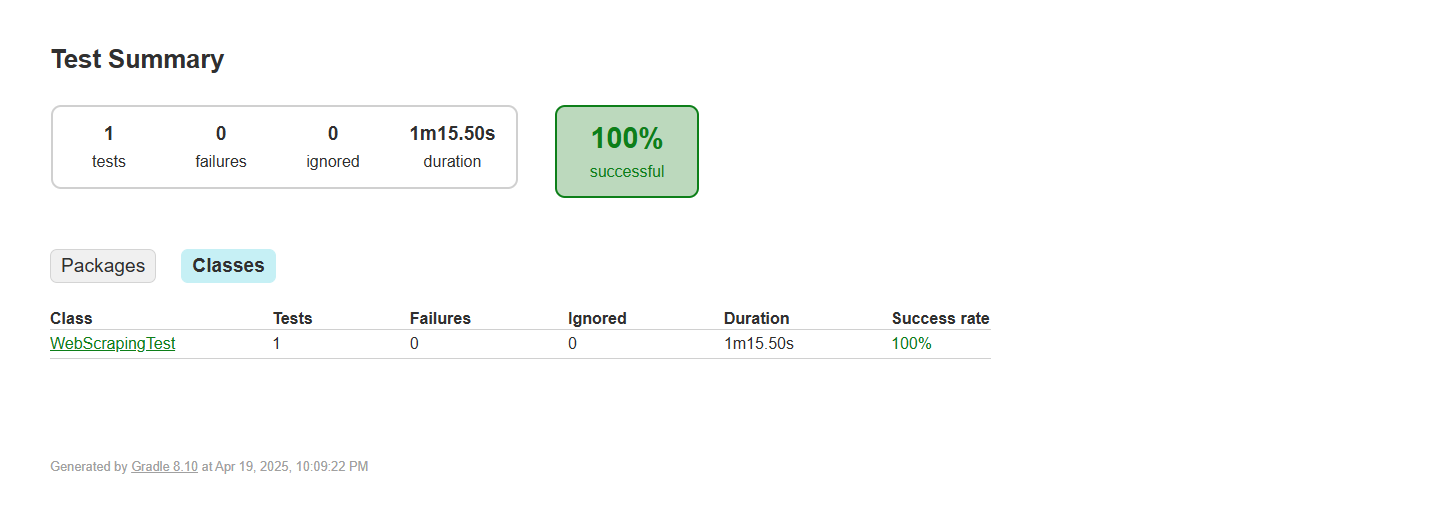 Test Summary
1 0 0 1m15.50s
tests failures ignored duration
100%
successful
Packages Classes
Class Tests Failures Ignored Duration Success rate
WebScrapingTest 1 0 0 1m15.50s 100%
Generated by Gradle 8.10 at Apr 19, 2025, 10:09:22 PM